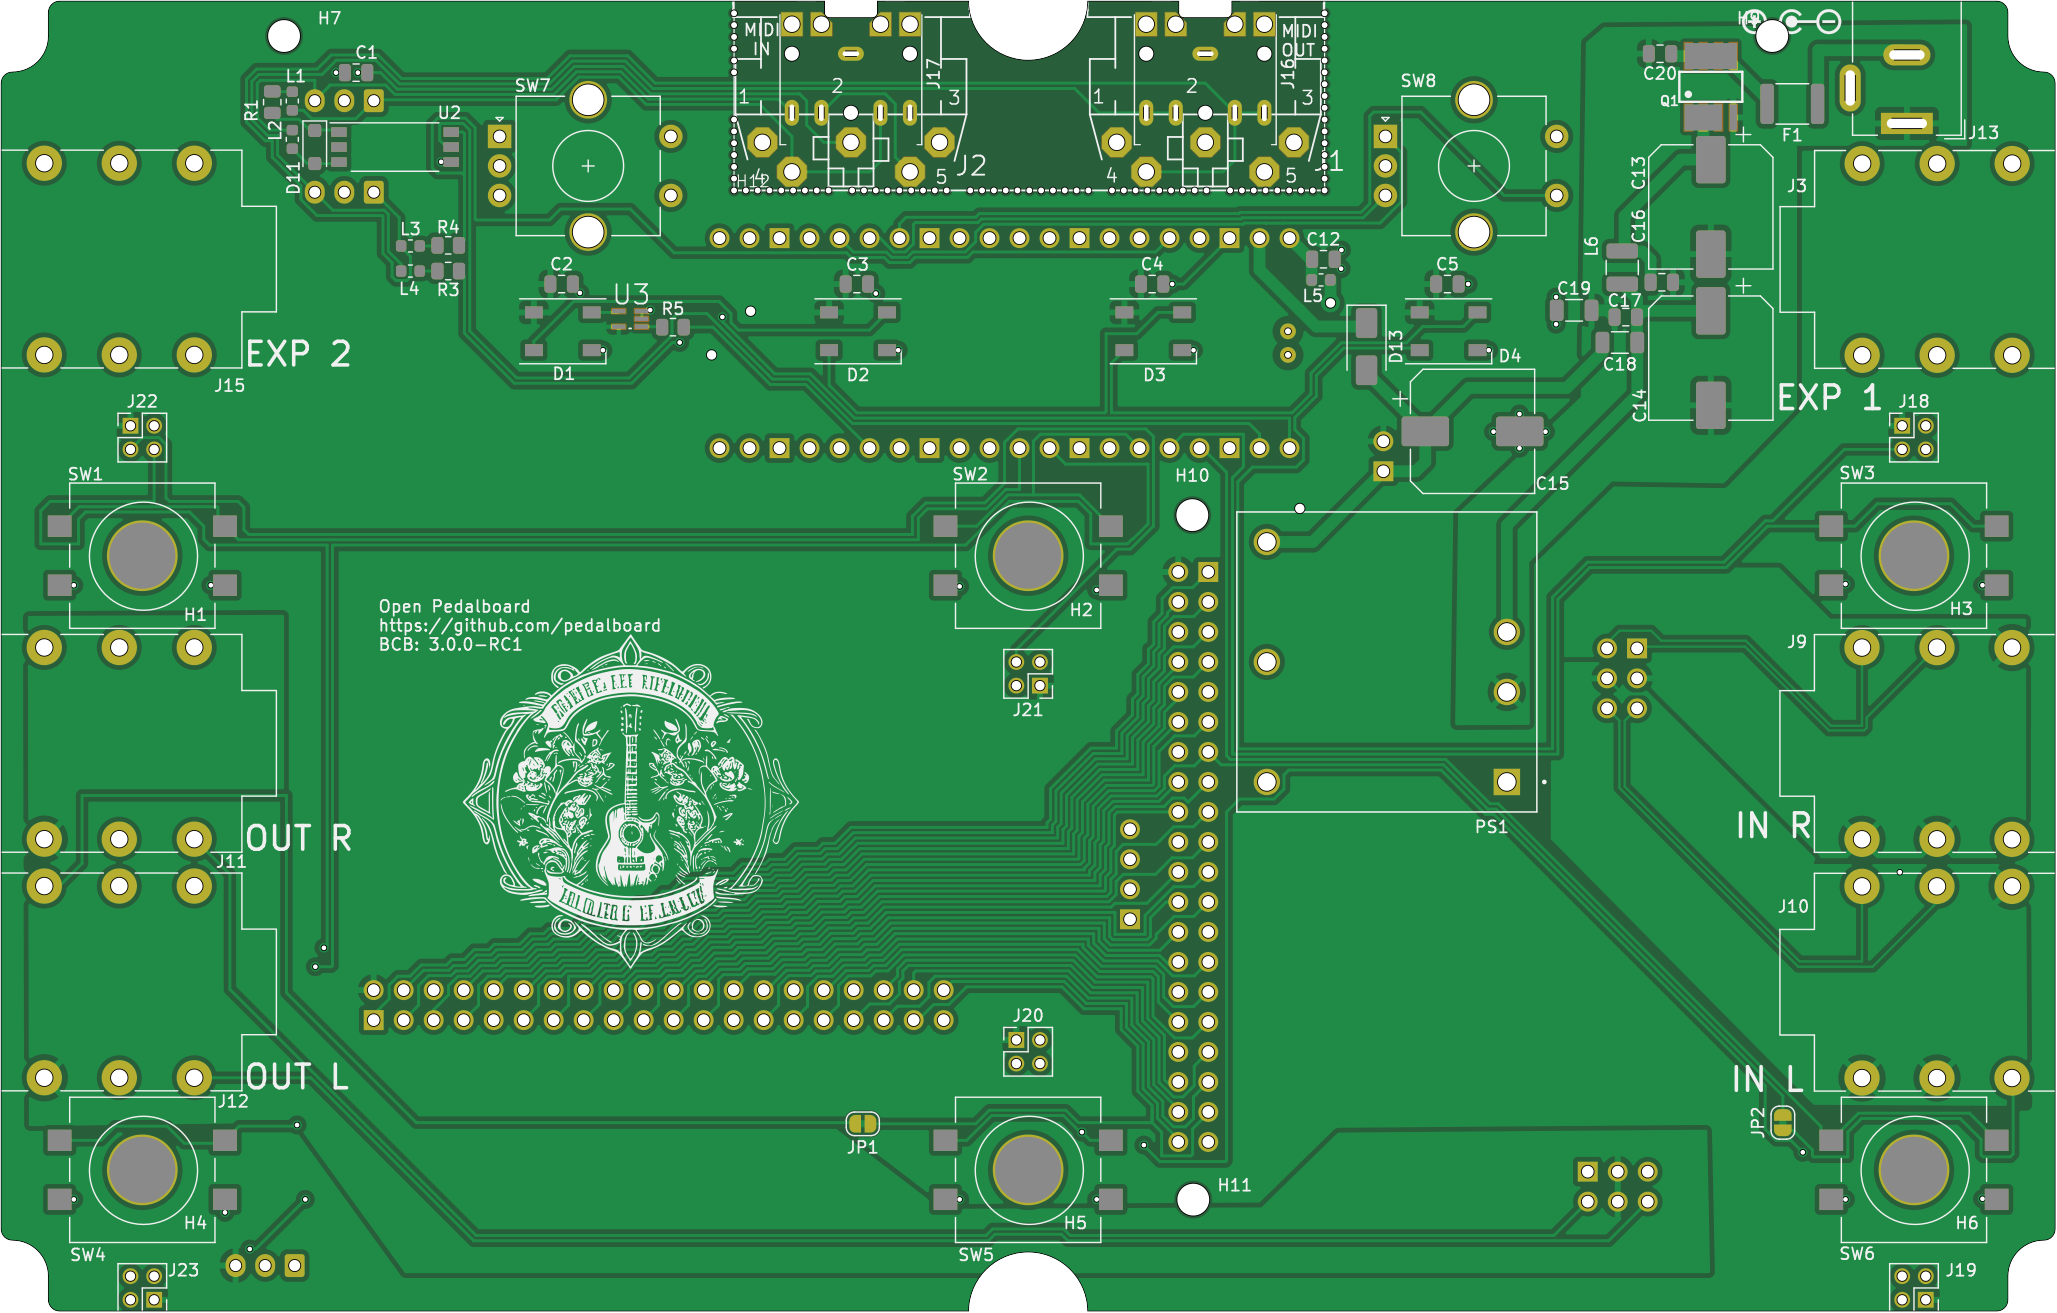 H7
MIDI
IN
MIDI
OUT
H9
C1
L1
R1
L2
D11
U2
SW7
J17
J16
1
2
3
1
2
3
4
5
4
5
H12
J2
J1
SW8
C20
Q1
F1
J13
C13
J3
L3
R4
L4
R3
C2
C3
C4
C12
L5
C5
L6
C16
C19
C17
C18
C14
U3
R5
D1
D2
D3
D13
D4
EXP 2
J15
EXP 1
J22
J18
SW1
SW2
H10
C15
SW3
H1
H2
H3
Open Pedalboard
https://github.com/pedalboard
BCB: 3.0.0-RC1
J9
J21
PS1
IN R
OUT R
J11
J10
J20
OUT L
J12
IN L
JP1
JP2
H11
H4
H5
H6
SW4
SW5
SW6
J23
J19